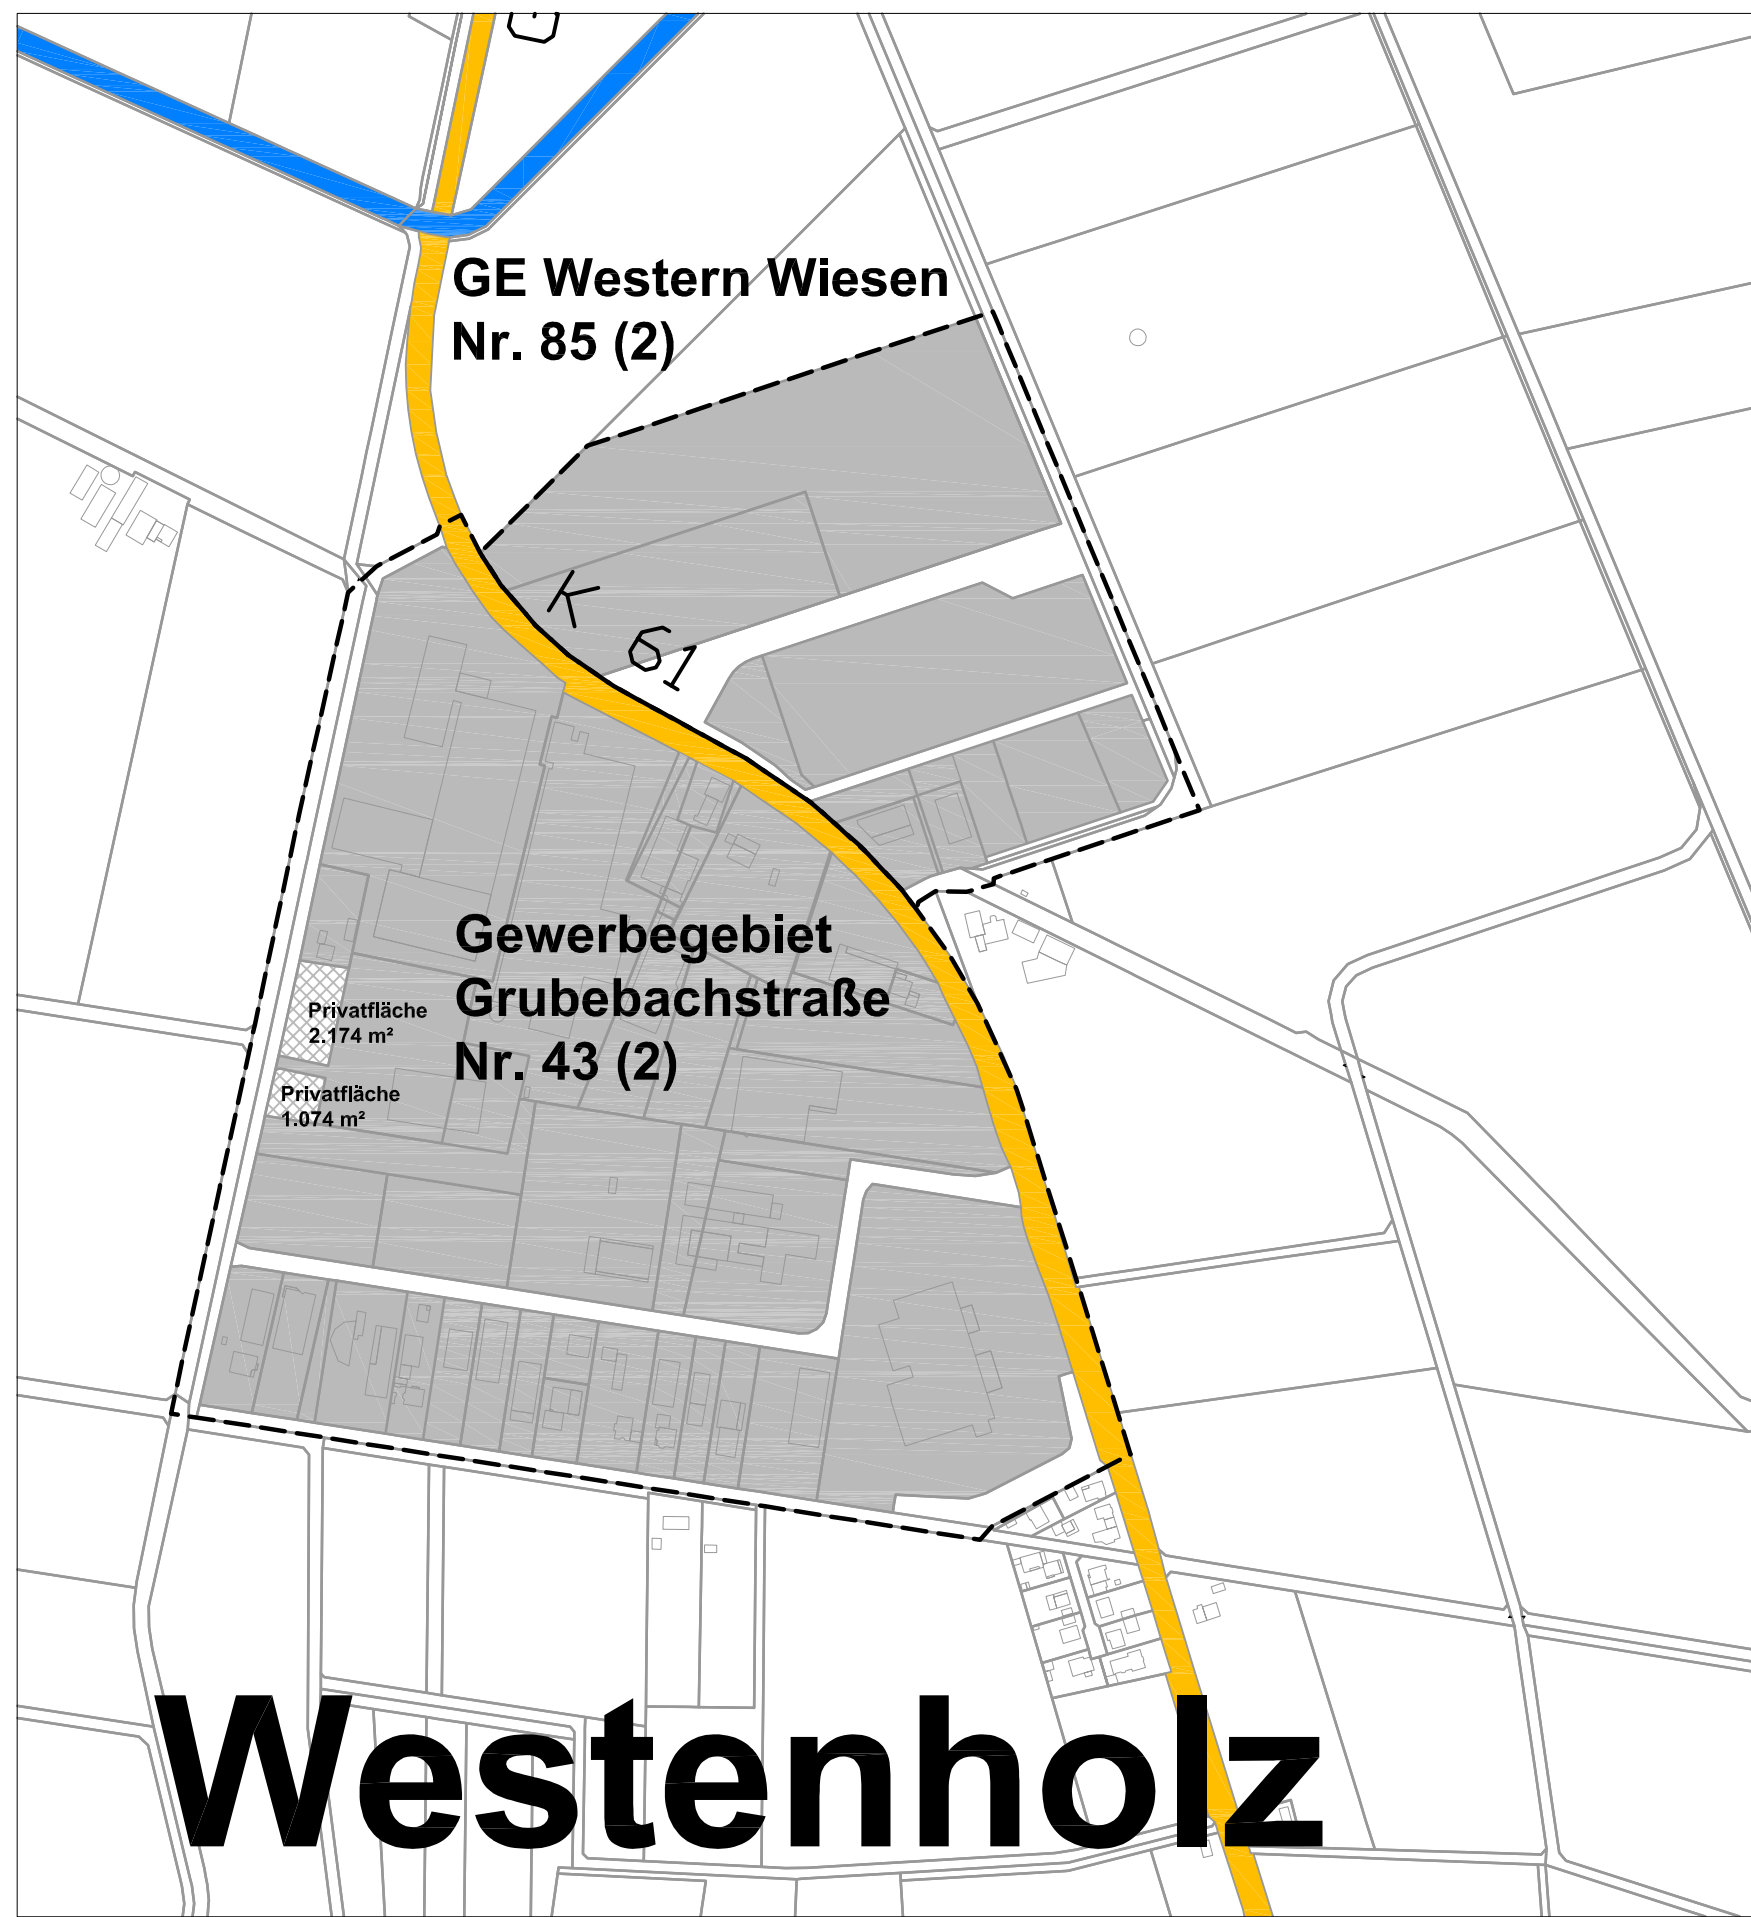 GE Western Wiesen
Nr. 85 (2)
K 61
Gewerbegebiet
Grubebachstraße
Nr. 43 (2)
Privatfläche
2.174 m²
Privatfläche
1.074 m²
Westenholz